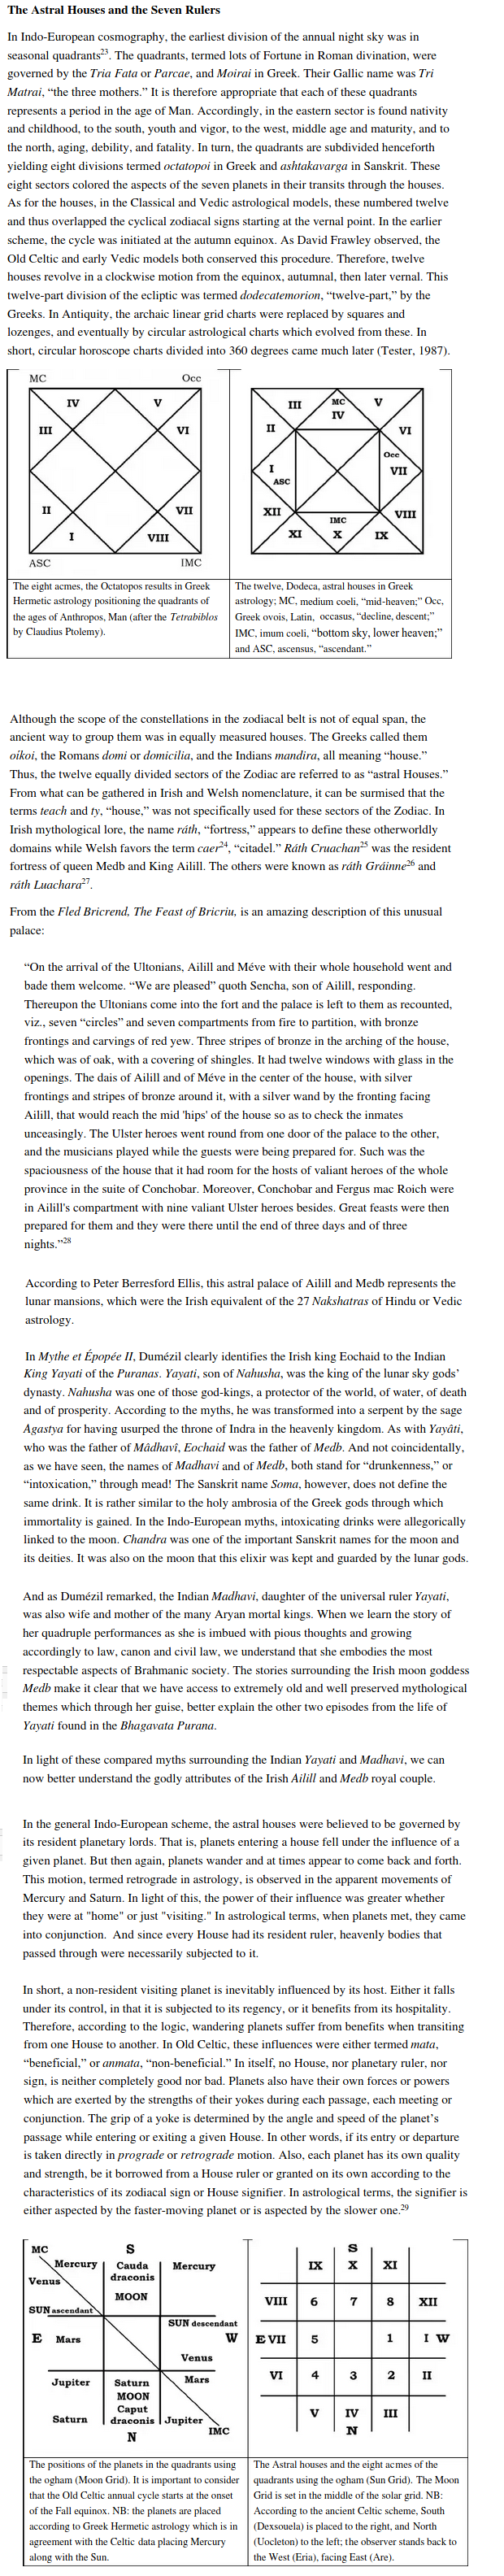 The Astral Houses and the Seven Rulers
In Indo-European cosmography, the earliest division of the annual night sky was in
seasonal quadrants23. The quadrants, termed lots of Fortune in Roman divination, were
governed by the Tria Fata or Parcae, and Moirai in Greek. Their Gallic name was Tri
Matrai, “the three mothers.” It is therefore appropriate that each of these quadrants
represents a period in the age of Man. Accordingly, in the eastern sector is found nativity
and childhood, to the south, youth and vigor, to the west, middle age and maturity, and to
the north, aging, debility, and fatality. In turn, the quadrants are subdivided henceforth
yielding eight divisions termed octatopoi in Greek and ashtakavarga in Sanskrit. These
eight sectors colored the aspects of the seven planets in their transits through the houses.
As for the houses, in the Classical and Vedic astrological models, these numbered twelve
and thus overlapped the cyclical zodiacal signs starting at the vernal point. In the earlier
scheme, the cycle was initiated at the autumn equinox. As David Frawley observed, the
Old Celtic and early Vedic models both conserved this procedure. Therefore, twelve
houses revolve in a clockwise motion from the equinox, autumnal, then later vernal. This
twelve-part division of the ecliptic was termed dodecatemorion, “twelve-part,” by the
Greeks. In Antiquity, the archaic linear grid charts were replaced by squares and
lozenges, and eventually by circular astrological charts which evolved from these. In
short, circular horoscope charts divided into 360 degrees came much later (Tester, 1987).
MC Occ
IV V
III VI
II VII
I VIII
ASC IMC
III MC IV V
II VI
Occ
I VII
ASC
XII VIII
IMC
XI X IX
The eight acmes, the Octatopos results in Greek
Hermetic astrology positioning the quadrants of
the ages of Anthropos, Man (after the Tetrabiblos
by Claudius Ptolemy).
The twelve, Dodeca, astral houses in Greek
astrology; MC, medium coeli, “mid-heaven;” Occ,
Greek ovois, Latin, occasus, “decline, descent;”
IMC, imum coeli, “bottom sky, lower heaven;”
and ASC, ascensus, “ascendant.”
Although the scope of the constellations in the zodiacal belt is not of equal span, the
ancient way to group them was in equally measured houses. The Greeks called them
oîkoi, the Romans domi or domicilia, and the Indians mandira, all meaning “house.”
Thus, the twelve equally divided sectors of the Zodiac are referred to as “astral Houses.”
From what can be gathered in Irish and Welsh nomenclature, it can be surmised that the
terms teach and ty, “house,” was not specifically used for these sectors of the Zodiac. In
Irish mythological lore, the name ráth, “fortress,” appears to define these otherworldly
domains while Welsh favors the term caer24, “citadel.” Ráth Cruachan25 was the resident
fortress of queen Medb and King Ailill. The others were known as ráth Gráinne26 and
ráth Luachara27.
From the Fled Bricrend, The Feast of Bricriu, is an amazing description of this unusual
palace:
“On the arrival of the Ultonians, Ailill and Méve with their whole household went and
bade them welcome. “We are pleased” quoth Sencha, son of Ailill, responding.
Thereupon the Ultonians come into the fort and the palace is left to them as recounted,
viz., seven “circles” and seven compartments from fire to partition, with bronze
frontings and carvings of red yew. Three stripes of bronze in the arching of the house,
which was of oak, with a covering of shingles. It had twelve windows with glass in the
openings. The dais of Ailill and of Méve in the center of the house, with silver
frontings and stripes of bronze around it, with a silver wand by the fronting facing
Ailill, that would reach the mid 'hips' of the house so as to check the inmates
unceasingly. The Ulster heroes went round from one door of the palace to the other,
and the musicians played while the guests were being prepared for. Such was the
spaciousness of the house that it had room for the hosts of valiant heroes of the whole
province in the suite of Conchobar. Moreover, Conchobar and Fergus mac Roich were
in Ailill's compartment with nine valiant Ulster heroes besides. Great feasts were then
prepared for them and they were there until the end of three days and of three
nights.”28
According to Peter Berresford Ellis, this astral palace of Ailill and Medb represents the
lunar mansions, which were the Irish equivalent of the 27 Nakshatras of Hindu or Vedic
astrology.
In Mythe et Épopée II, Dumézil clearly identifies the Irish king Eochaid to the Indian
King Yayati of the Puranas. Yayati, son of Nahusha, was the king of the lunar sky gods’
dynasty. Nahusha was one of those god-kings, a protector of the world, of water, of death
and of prosperity. According to the myths, he was transformed into a serpent by the sage
Agastya for having usurped the throne of Indra in the heavenly kingdom. As with Yayâti,
who was the father of Mâdhavî, Eochaid was the father of Medb. And not coincidentally,
as we have seen, the names of Madhavi and of Medb, both stand for “drunkenness,” or
“intoxication,” through mead! The Sanskrit name Soma, however, does not define the
same drink. It is rather similar to the holy ambrosia of the Greek gods through which
immortality is gained. In the Indo-European myths, intoxicating drinks were allegorically
linked to the moon. Chandra was one of the important Sanskrit names for the moon and
its deities. It was also on the moon that this elixir was kept and guarded by the lunar gods.
And as Dumézil remarked, the Indian Madhavi, daughter of the universal ruler Yayati,
was also wife and mother of the many Aryan mortal kings. When we learn the story of
her quadruple performances as she is imbued with pious thoughts and growing
accordingly to law, canon and civil law, we understand that she embodies the most
respectable aspects of Brahmanic society. The stories surrounding the Irish moon goddess
Medb make it clear that we have access to extremely old and well preserved mythological
themes which through her guise, better explain the other two episodes from the life of
Yayati found in the Bhagavata Purana.
In light of these compared myths surrounding the Indian Yayati and Madhavi, we can
now better understand the godly attributes of the Irish Ailill and Medb royal couple.
In the general Indo-European scheme, the astral houses were believed to be governed by
its resident planetary lords. That is, planets entering a house fell under the influence of a
given planet. But then again, planets wander and at times appear to come back and forth.
This motion, termed retrograde in astrology, is observed in the apparent movements of
Mercury and Saturn. In light of this, the power of their influence was greater whether
they were at "home" or just "visiting." In astrological terms, when planets met, they came
into conjunction. And since every House had its resident ruler, heavenly bodies that
passed through were necessarily subjected to it.
In short, a non-resident visiting planet is inevitably influenced by its host. Either it falls
under its control, in that it is subjected to its regency, or it benefits from its hospitality.
Therefore, according to the logic, wandering planets suffer from benefits when transiting
from one House to another. In Old Celtic, these influences were either termed mata,
“beneficial,” or anmata, “non-beneficial.” In itself, no House, nor planetary ruler, nor
sign, is neither completely good nor bad. Planets also have their own forces or powers
which are exerted by the strengths of their yokes during each passage, each meeting or
conjunction. The grip of a yoke is determined by the angle and speed of the planet’s
passage while entering or exiting a given House. In other words, if its entry or departure
is taken directly in prograde or retrograde motion. Also, each planet has its own quality
and strength, be it borrowed from a House ruler or granted on its own according to the
characteristics of its zodiacal sign or House signifier. In astrological terms, the signifier is
either aspected by the faster-moving planet or is aspected by the slower one.29
MC S
Mercury Cauda draconis Mercury
Venus
MOON
SUN ascendant
SUN descendant
E Mars W
Venus
Jupiter Saturn Mars
MOON
Caput
Saturn draconis Jupiter
N IMC
S
IX X XI
VIII 6 7 8 XII
E VII 5 1 I W
VI 4 3 2 II
V IV III
N
The positions of the planets in the quadrants using
the ogham (Moon Grid). It is important to consider
that the Old Celtic annual cycle starts at the onset
of the Fall equinox. NB: the planets are placed
according to Greek Hermetic astrology which is in
agreement with the Celtic data placing Mercury
along with the Sun.
The Astral houses and the eight acmes of the
quadrants using the ogham (Sun Grid). The Moon
Grid is set in the middle of the solar grid. NB:
According to the ancient Celtic scheme, South
(Dexsouela) is placed to the right, and North
(Uocleton) to the left; the observer stands back to
the West (Eria), facing East (Are).